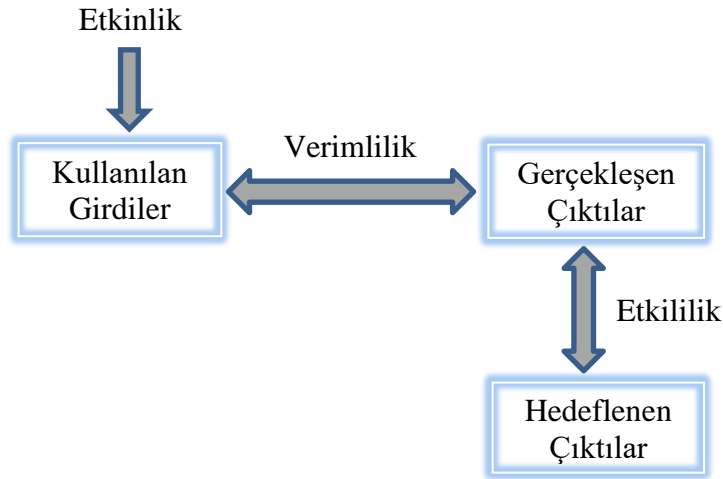 Etkinlik
Verimlilik
Kullanılan
Girdiler
Gerçekleşen
Çıktılar
Etkililik
Hedeflenen
Çıktılar